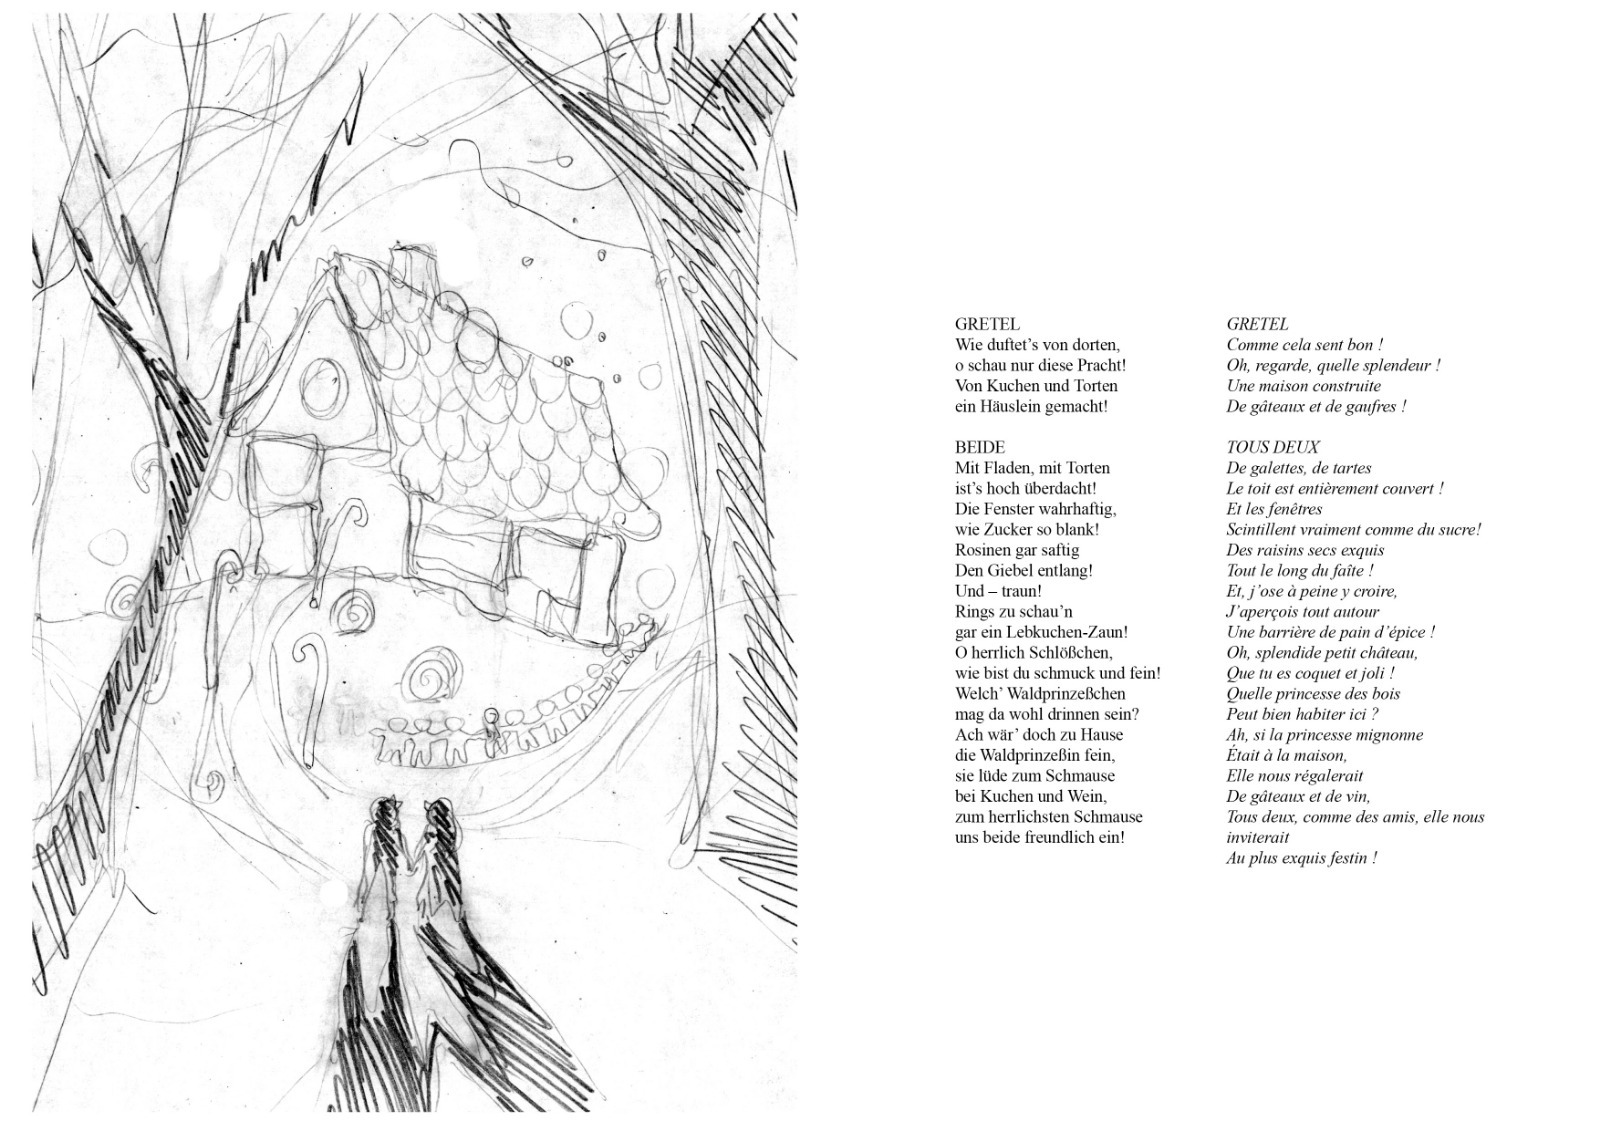 GRETEL
Wie duftet’s von dorten,
o schau nur diese Pracht!
Von Kuchen und Torten
ein Häuslein gemacht!
BEIDE
Mit Fladen, mit Torten
ist’s hoch überdacht!
Die Fenster wahrhaftig,
wie Zucker so blank!
Rosinen gar saftig
Den Giebel entlang!
Und – traun!
Rings zu schau’n
gar ein Lebkuchen-Zaun!
O herrlich Schlößchen,
wie bist du schmuck und fein!
Welch’ Waldprinzeßchen
mag da wohl drinnen sein?
Ach wär’ doch zu Hause
die Waldprinzeßin fein,
sie lüde zum Schmause
bei Kuchen und Wein,
zum herrlichsten Schmause
uns beide freundlich ein!
GRETEL
Comme cela sent bon !
Oh, regarde, quelle splendeur !
Une maison construite
De gâteaux et de gaufres !
TOUS DEUX
De galettes, de tartes
Le toit est entièrement couvert !
Et les fenêtres
Scintillent vraiment comme du sucre!
Des raisins secs exquis
Tout le long du faîte !
Et, j’ose à peine y croire,
J’aperçois tout autour
Une barrière de pain d’épice !
Oh, splendide petit château,
Que tu es coquet et joli !
Quelle princesse des bois
Peut bien habiter ici ?
Ah, si la princesse mignonne
Était à la maison,
Elle nous régalerait
De gâteaux et de vin,
Tous deux, comme des amis, elle nous
inviterait
Au plus exquis festin !